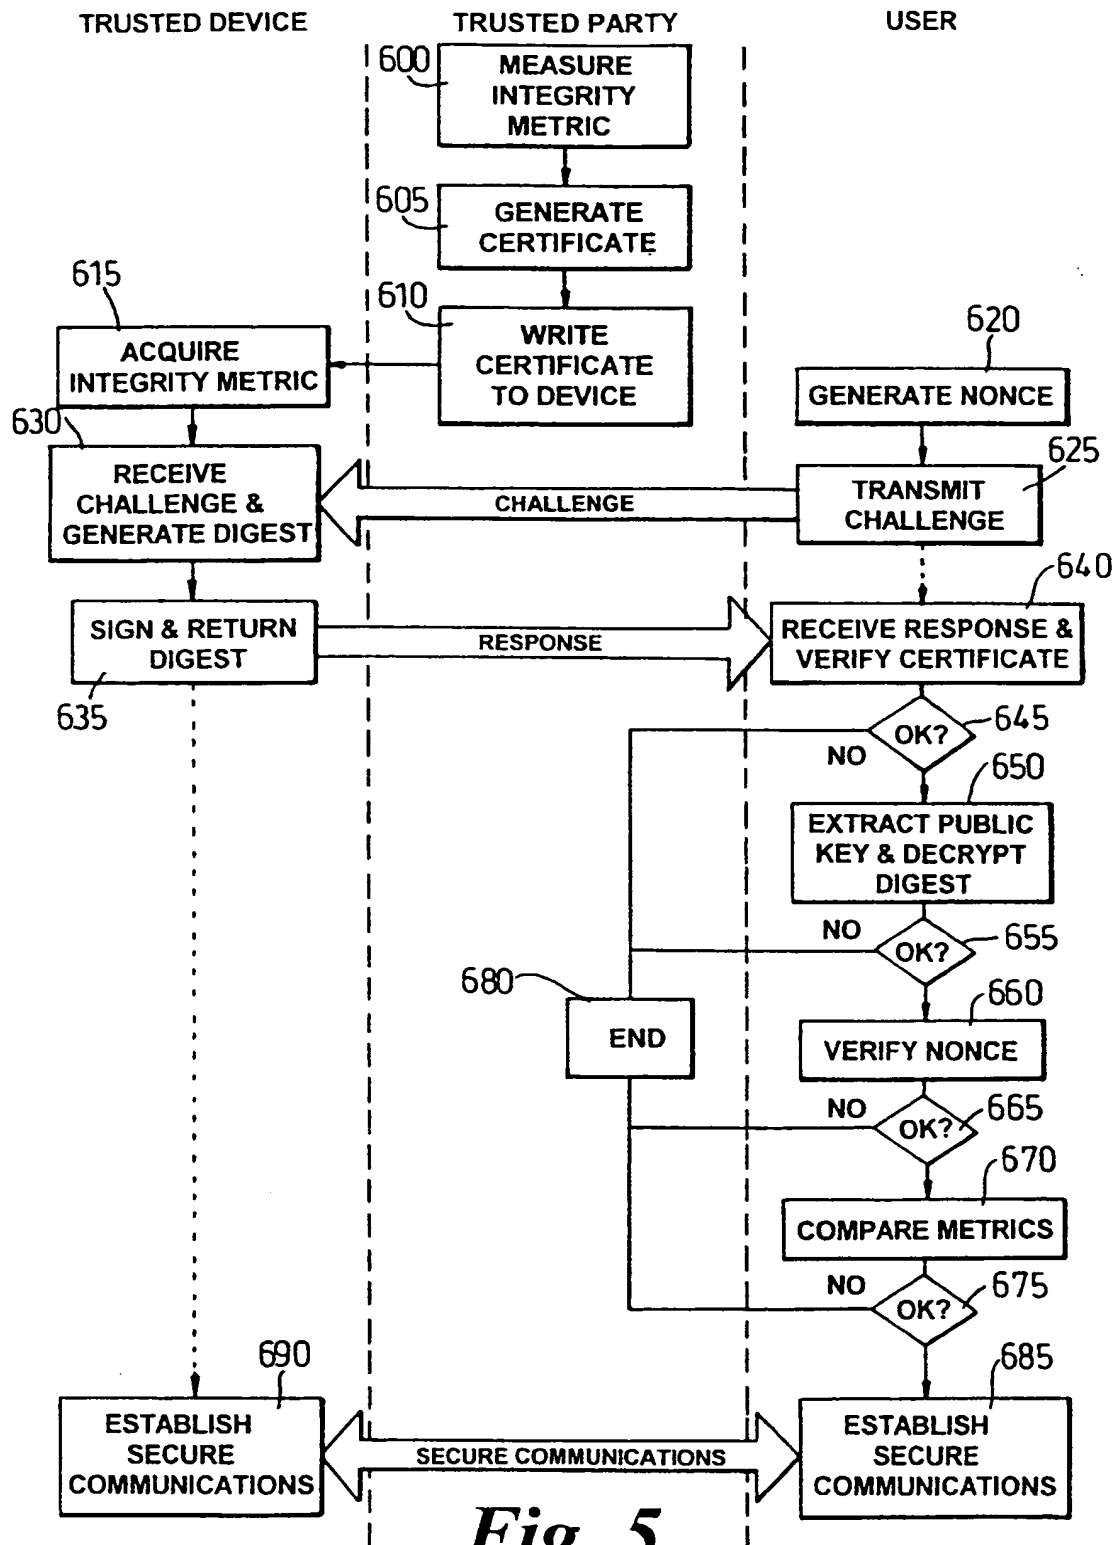 TRUSTED DEVICE
TRUSTED PARTY
USER
600
MEASURE
INTEGRITY
METRIC
605
GENERATE
CERTIFICATE
610
WRITE
CERTIFICATE
TO DEVICE
615
ACQUIRE
INTEGRITY METRIC
620
GENERATE NONCE
625
TRANSMIT
CHALLENGE
CHALLENGE
630
RECEIVE
CHALLENGE &
GENERATE DIGEST
SIGN & RETURN
DIGEST
635
RESPONSE
640
RECEIVE RESPONSE &
VERIFY CERTIFICATE
OK?
645
NO
650
EXTRACT PUBLIC
KEY & DECRYPT
DIGEST
NO
OK?
655
680
END
660
VERIFY NONCE
NO
OK?
665
670
COMPARE METRICS
NO
OK?
675
690
ESTABLISH
SECURE
COMMUNICATIONS
SECURE COMMUNICATIONS
685
ESTABLISH
SECURE
COMMUNICATIONS
Fig. 5